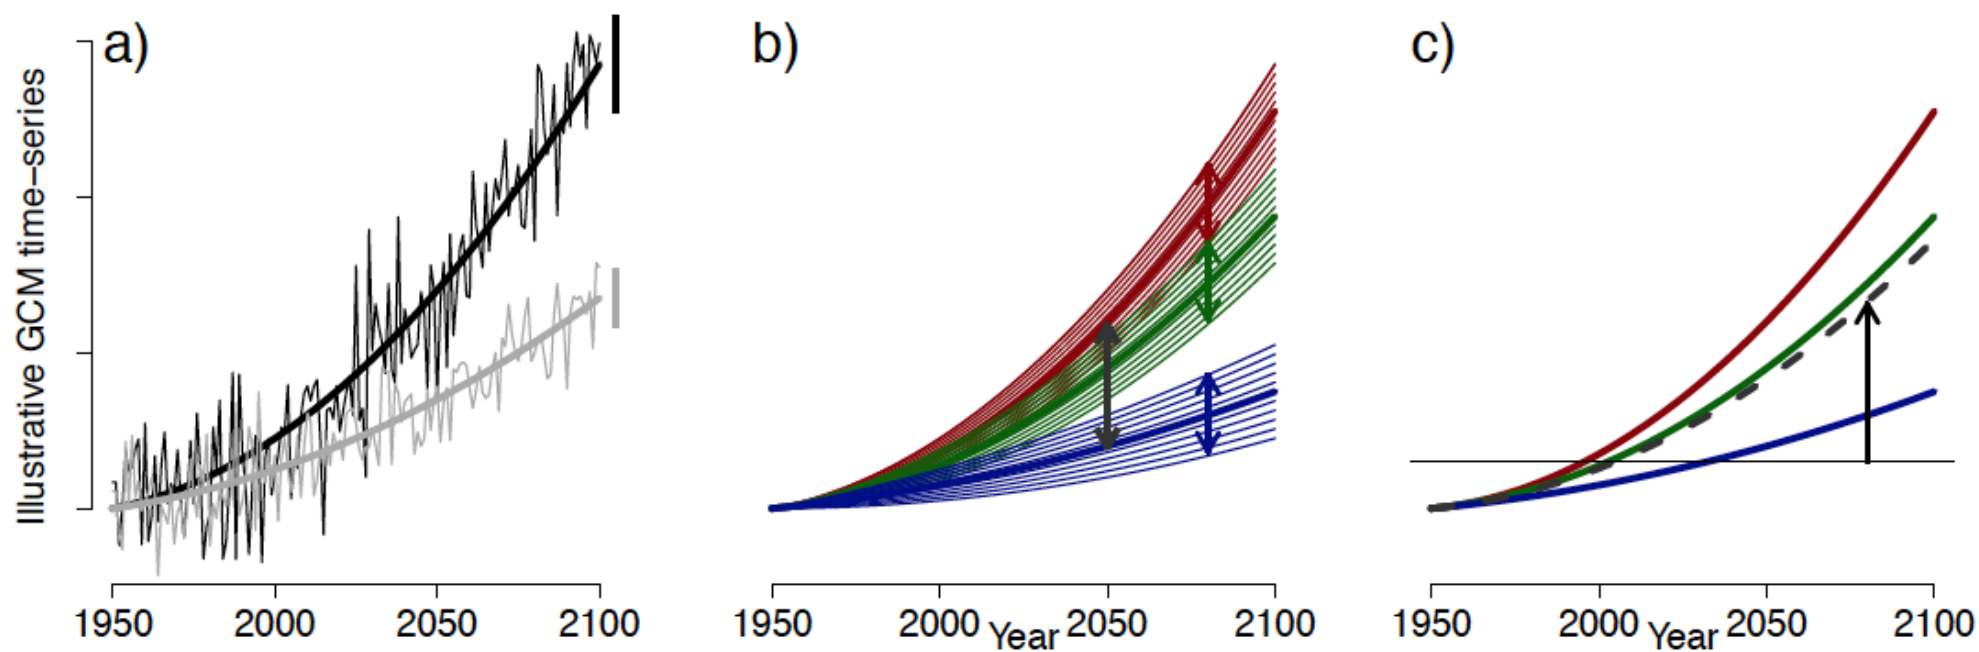 a)
b)
c)
Illustrative GCM time–series
1950 2000 2050 2100
1950 2000 Year 2050 2100
1950 2000 Year 2050 2100